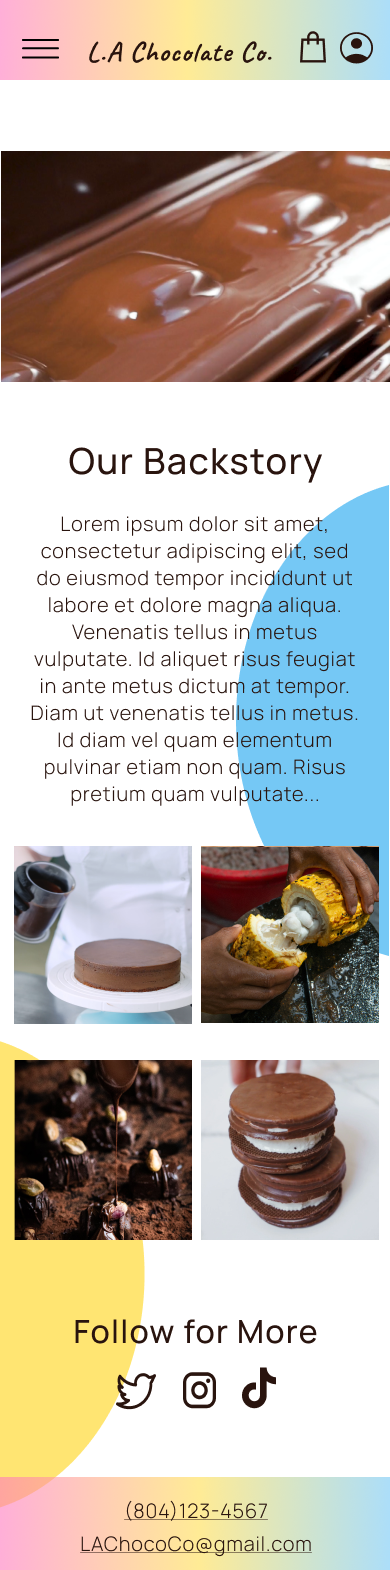 L.A Chocolate Co.
Our Backstory
Lorem ipsum dolor sit amet,
consectetur adipiscing elit, sed
do eiusmod tempor incididunt ut
labore et dolore magna aliqua.
Venenatis tellus in metus
vulputate. Id aliquet risus feugiat
in ante metus dictum at tempor.
Diam ut venenatis tellus in metus.
Id diam vel quam elementum
pulvinar etiam non quam. Risus
pretium quam vulputate...
Follow for More
(804)123-4567
LAChocoCo@gmail.com